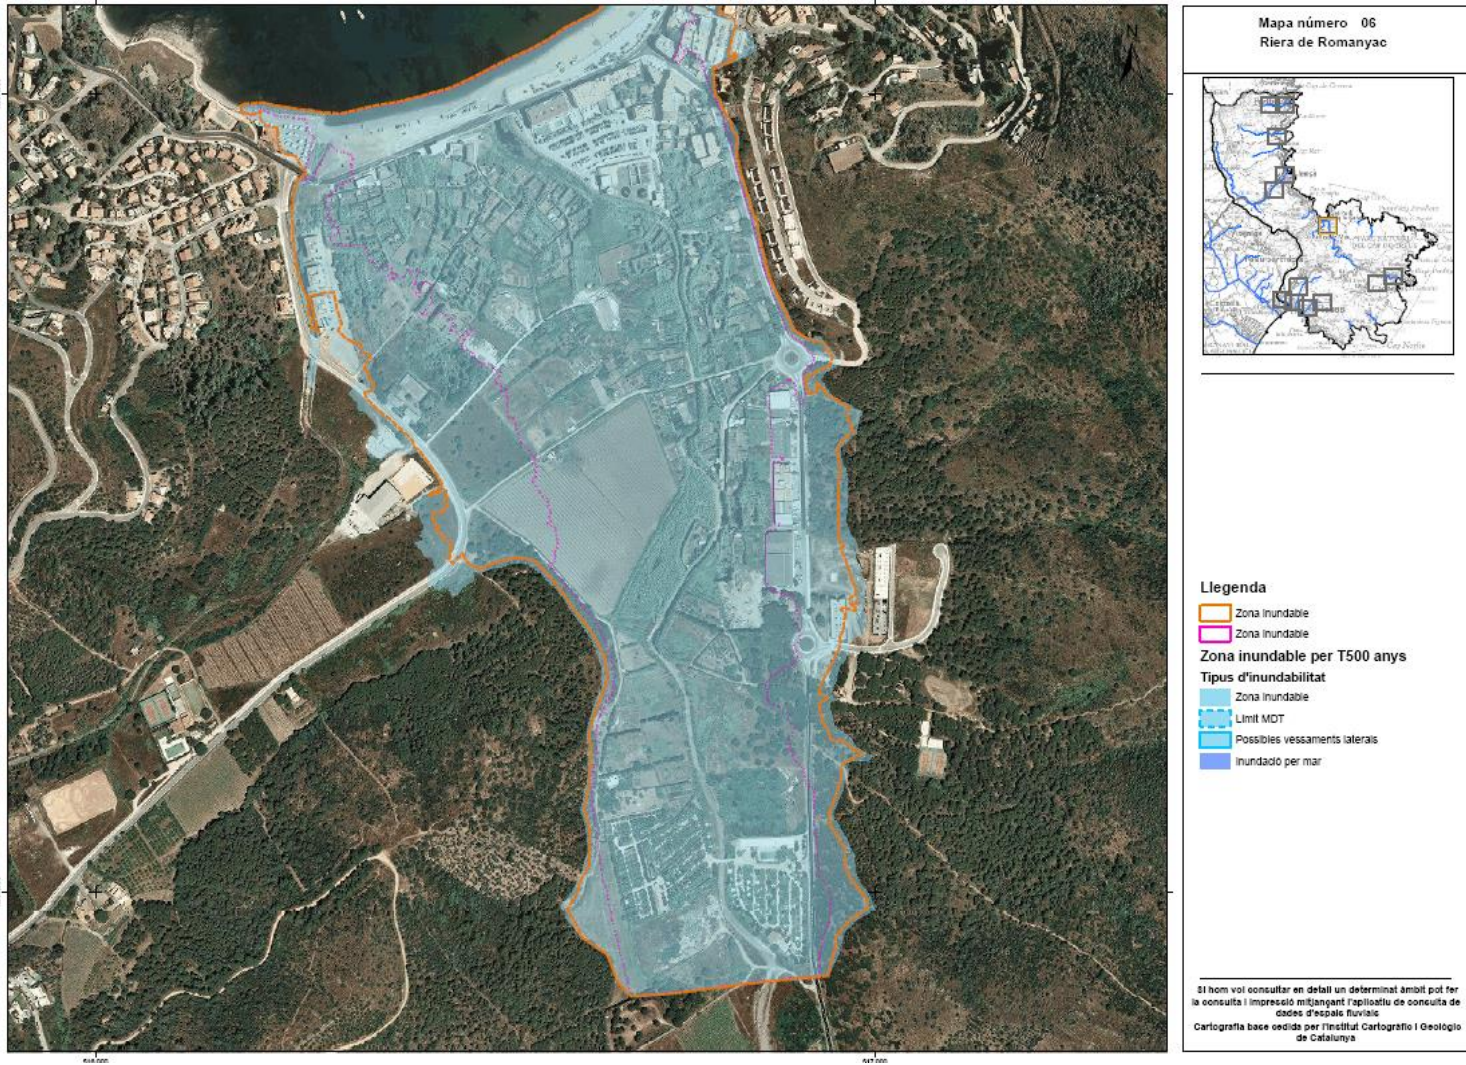 Mapa número 06
Riera de Romanyac
N
Llegenda
Zona Inundable
Zona Inundable
Zona inundable per T500 anys
Tipus d'inundabilitat
Zona Inundable
Límit MDT
Possibles vessaments laterals
Inundació per mar
Si hom vol consultar en detall un determinat àmbit pot fer
la consulta i impressió mitjançant l'aplicatiu de consulta de
dades d'espais fluvials
Cartografia base cedida per l'Institut Cartogràfic i Geològic
de Catalunya